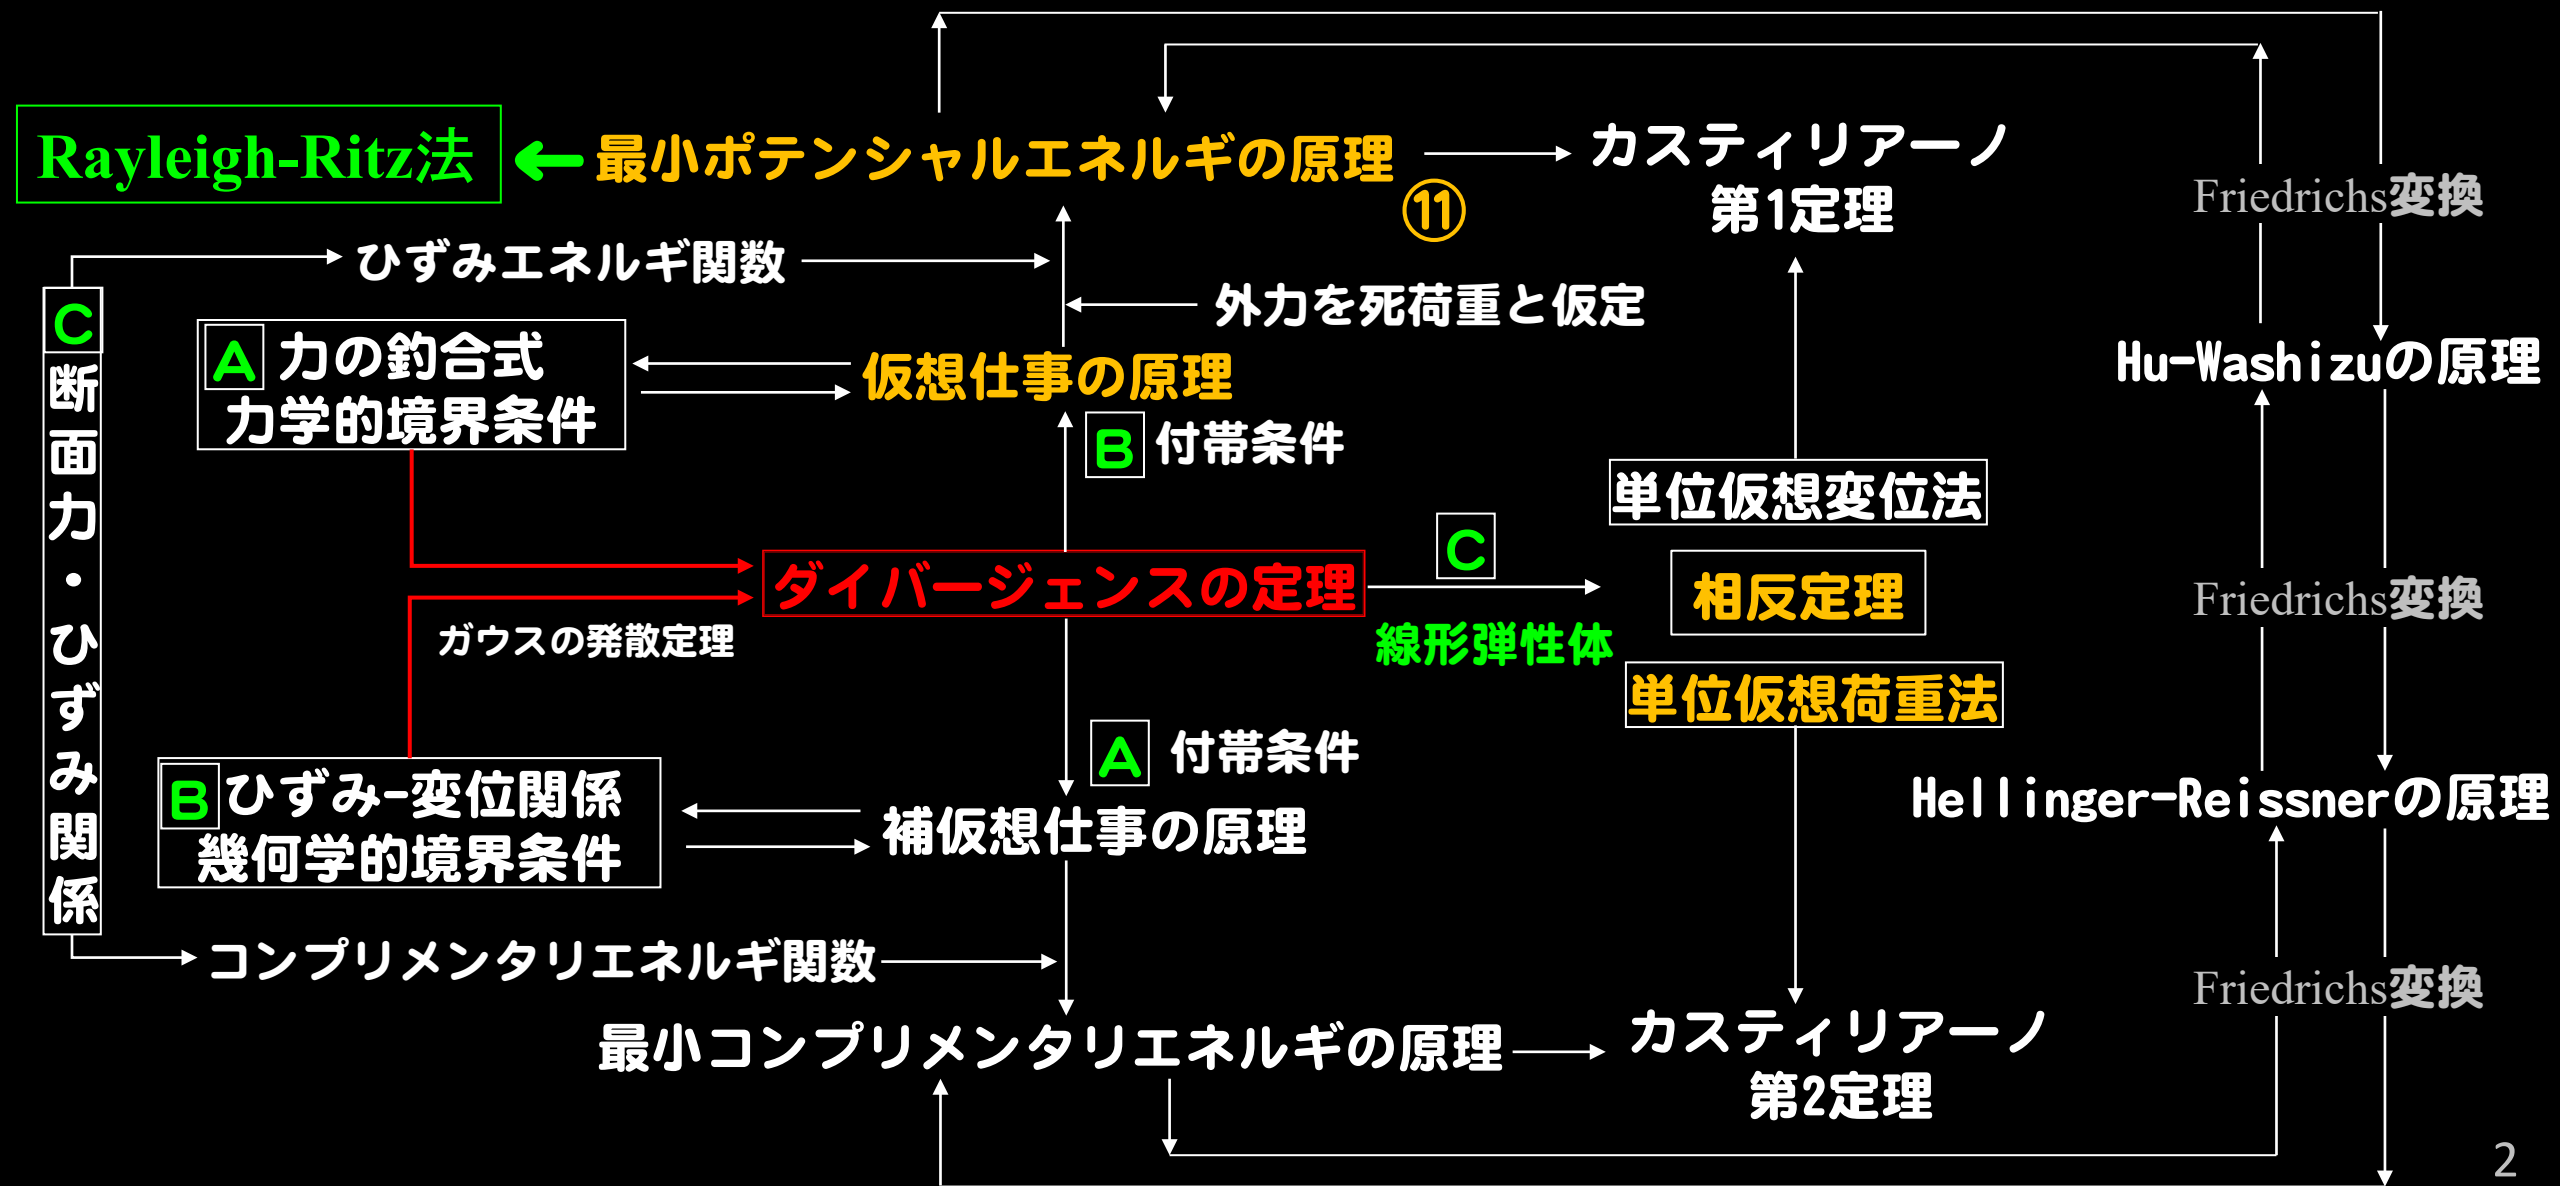 Rayleigh-Ritz法
最小ポテンシャルエネルギの原理
⑪
カスティリアーノ
第1定理
Friedrichs変換
ひずみエネルギ関数
外力を死荷重と仮定
C
断面力・ひずみ関係
A 力の釣合式
力学的境界条件
仮想仕事の原理
Hu-Washizuの原理
B 付帯条件
単位仮想変位法
C
ダイバージェンスの定理
線形弾性体
相反定理
Friedrichs変換
ガウスの発散定理
単位仮想荷重法
A 付帯条件
B ひずみ-変位関係
幾何学的境界条件
補仮想仕事の原理
Hellinger-Reissnerの原理
コンプリメンタリエネルギ関数
Friedrichs変換
最小コンプリメンタリエネルギの原理
カスティリアーノ
第2定理
2